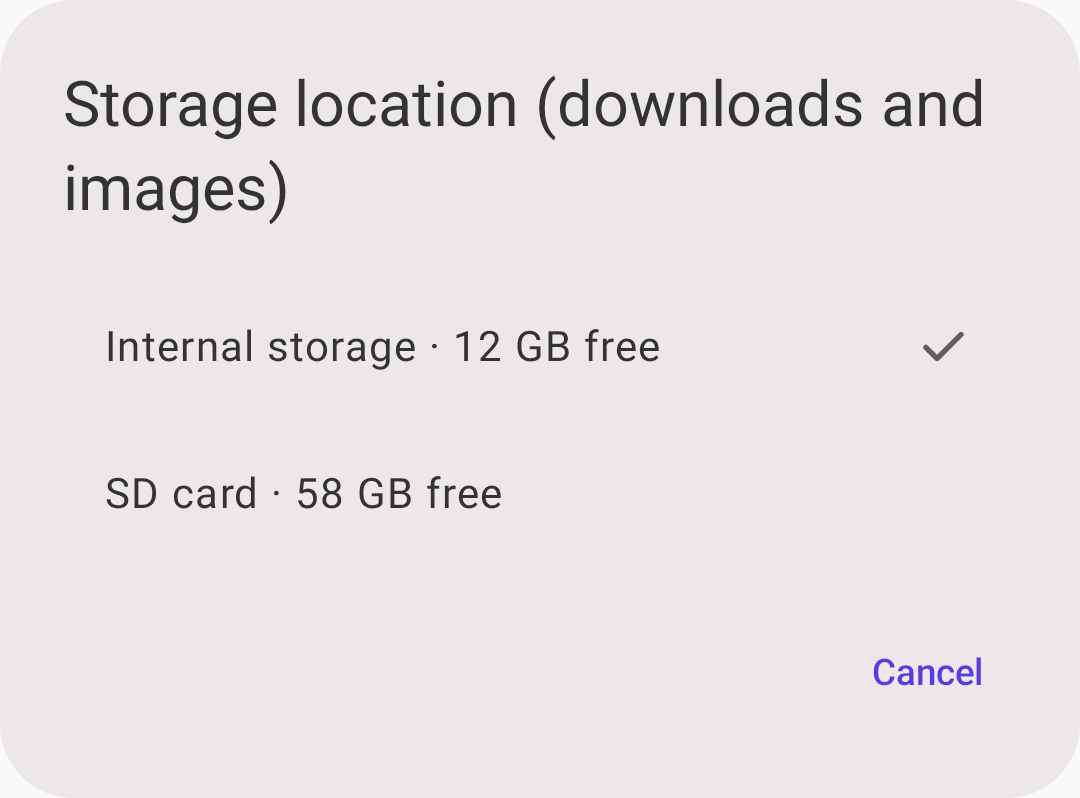 Storage location (downloads and
images)
Internal storage · 12 GB free
SD card · 58 GB free
Cancel